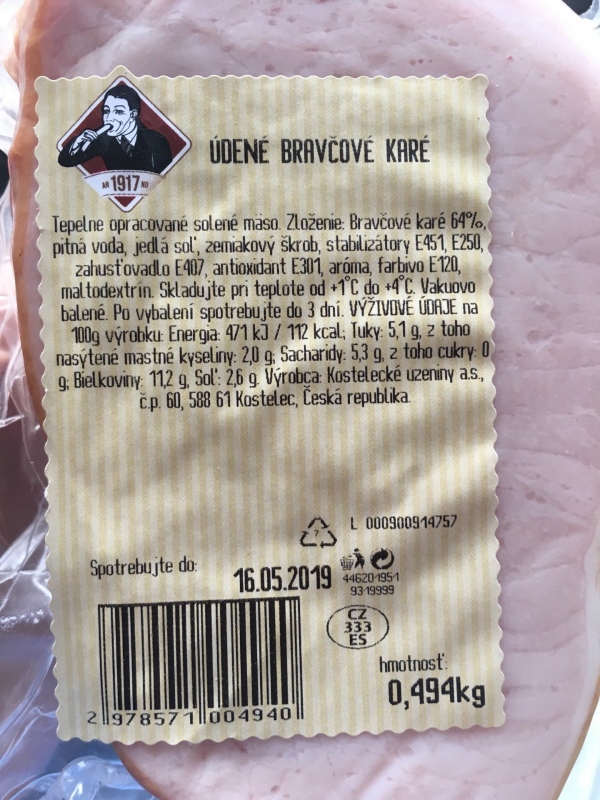 AN 1917 NO
ÚDENÉ BRAVČOVÉ KARÉ
Tepelne opracované solené mäso. Zloženie: Bravčové karé 64%,
pitná voda, jedlá soľ, zemiakový škrob, stabilizátory E451, E250,
zahusťovadlo E407, antioxidant E301, aróma, farbivo E120,
maltodextrín. Skladujte pri teplote od +1°C do +4°C. Vákuovo
balené. Po vybalení spotrebujte do 3 dní. VÝŽIVOVÉ ÚDAJE na
100g výrobku: Energia: 471 kJ / 112 kcal; Tuky: 5,1 g, z toho
nasýtené mastné kyseliny: 2,0 g; Sacharidy: 5,3 g, z toho cukry: 0
g; Bielkoviny: 11,2 g, Soľ: 2,6 g. Výrobca: Kostelecké uzeniny a.s.,
č.p. 60, 588 61 Kostelec, Česká republika.
L 000900914757
7
Spotrebujte do:
16.05.2019
44620-195-1
93-19999
CZ
333
ES
hmotnosť:
0,494kg
2 978571 004940